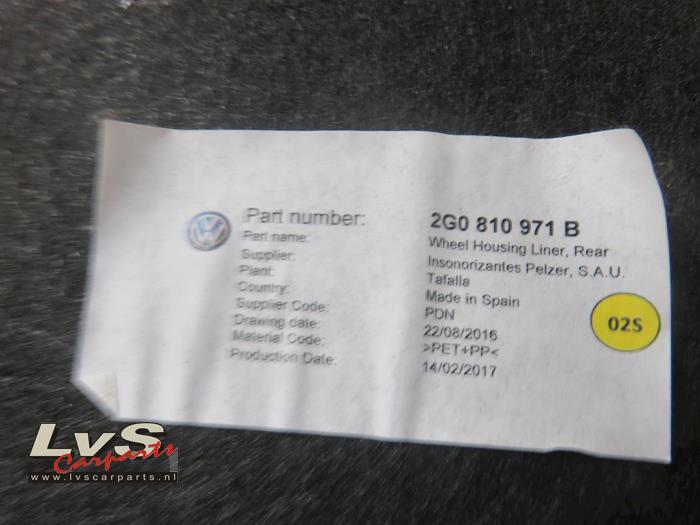 Part number: 2G0 810 971 B
Part name: Wheel Housing Liner, Rear
Supplier: Insonorizantes Pelzer, S.A.U.
Plant: Tafalla
Country: Made in Spain
Supplier Code: PDN
Drawing date: 22/08/2016
Material Code: >PET+PP<
Production Date: 14/02/2017
02S
LvS
Carparts
www.lvscarparts.nl